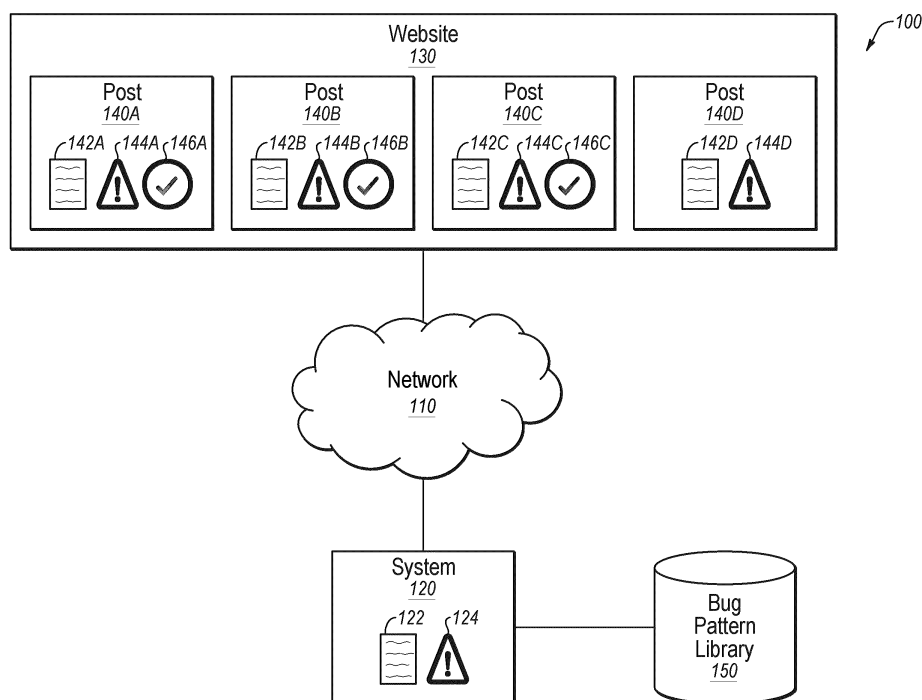 100
Website
130
Post
140A
142A 144A 146A
Post
140B
142B 144B 146B
Post
140C
142C 144C 146C
Post
140D
142D 144D
Network
110
System
120
122 124
Bug
Pattern
Library
150